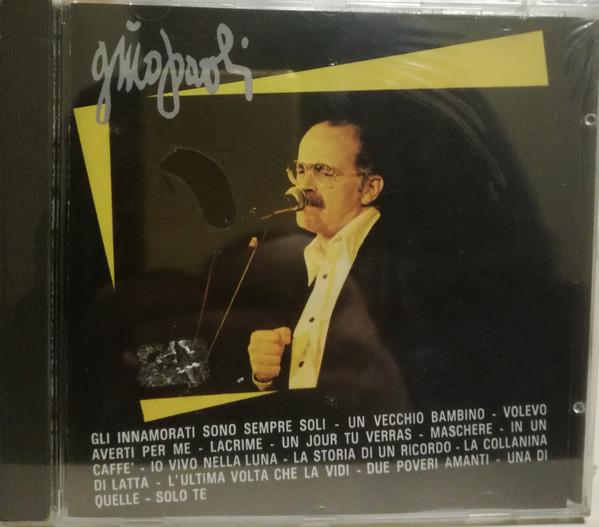 gino paoli
GLI INNAMORATI SONO SEMPRE SOLI - UN VECCHIO BAMBINO - VOLEVO
AVERTI PER ME - LACRIME - UN JOUR TU VERRAS - MASCHERE - IN UN
CAFFE' - IO VIVO NELLA LUNA - LA STORIA DI UN RICORDO - LA COLLANINA
DI LATTA - L'ULTIMA VOLTA CHE LA VIDI - DUE POVERI AMANTI - UNA DI
QUELLE - SOLO TE